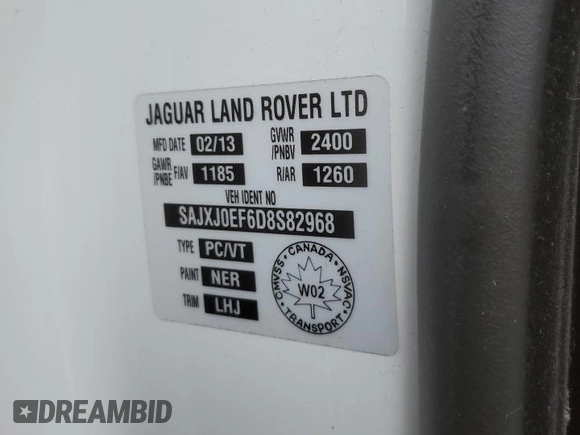 JAGUAR LAND ROVER LTD
MFD DATE 02/13 GVWR /PNBV 2400
GAWR /PNBE F/AV 1185 R/AR 1260
VEH IDENT NO
SAJXJ0EF6D8S82968
TYPE PC/VT
PAINT NER
TRIM LHJ
CANADA
CMVSS NSVAC
W02
TRANSPORT
DREAMBID